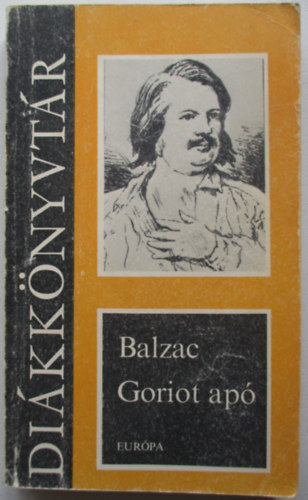 DIÁKKÖNYVTÁR
Balzac
Goriot apó
EURÓPA